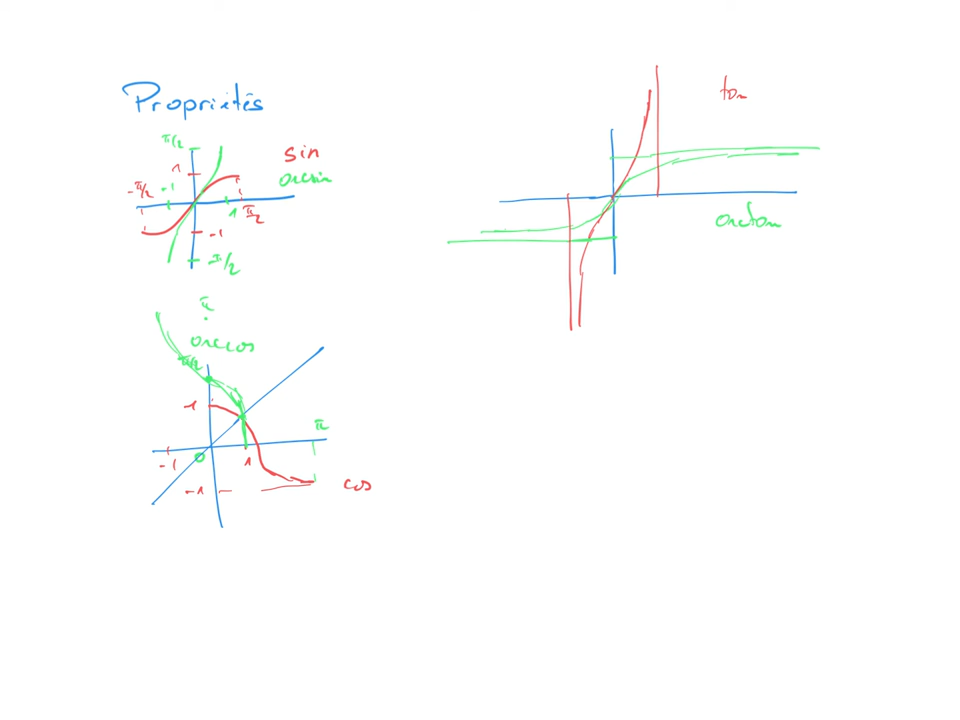 Propriétés
π/2
1
sin
arcsin
-π/2
-1
1
π/2
-1
-π/2
π
arccos
π/2
1
π
0
-1
1
-1
cos
tan
arctan